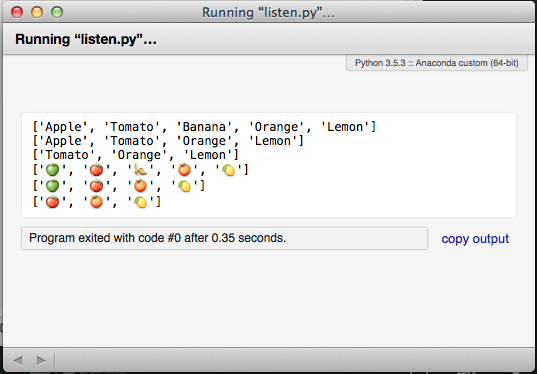 Running “listen.py”…
Running “listen.py”…
Python 3.5.3 :: Anaconda custom (64-bit)
['Apple', 'Tomato', 'Banana', 'Orange', 'Lemon']
['Apple', 'Tomato', 'Orange', 'Lemon']
['Tomato', 'Orange', 'Lemon']
['🍏', '🍅', '🍌', '🍊', '🍋']
['🍏', '🍅', '🍊', '🍋']
['🍅', '🍊', '🍋']
Program exited with code #0 after 0.35 seconds.
copy output